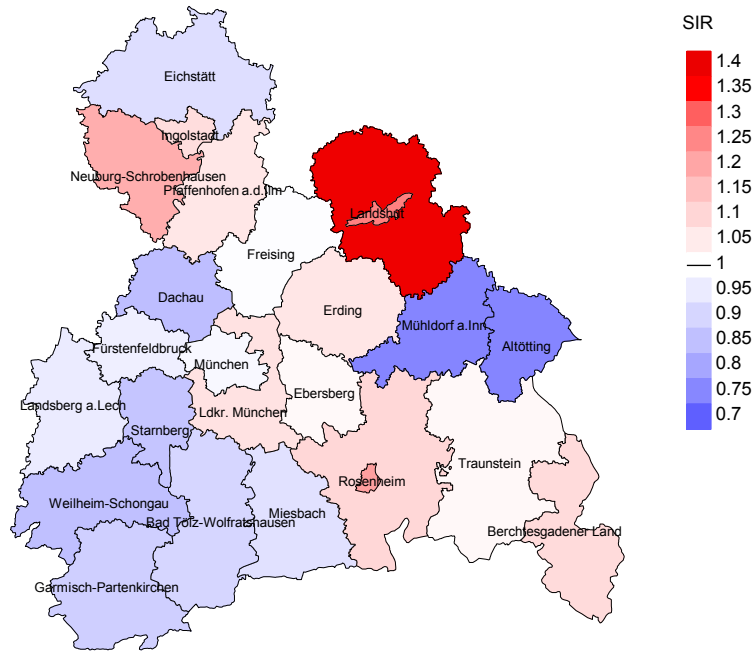 SIR
1.4
1.35
1.3
1.25
1.2
1.15
1.1
1.05
1
0.95
0.9
0.85
0.8
0.75
0.7
Eichstätt
Ingolstadt
Neuburg-Schrobenhausen
Pfaffenhofen a.d.Ilm
Landshut
Freising
Dachau
Erding
Mühldorf a.Inn
Altötting
Fürstenfeldbruck
München
Ebersberg
Landsberg a.Lech
Ldkr. München
Starnberg
Traunstein
Rosenheim
Weilheim-Schongau
Miesbach
Bad Tölz-Wolfratshausen
Berchtesgadener Land
Garmisch-Partenkirchen